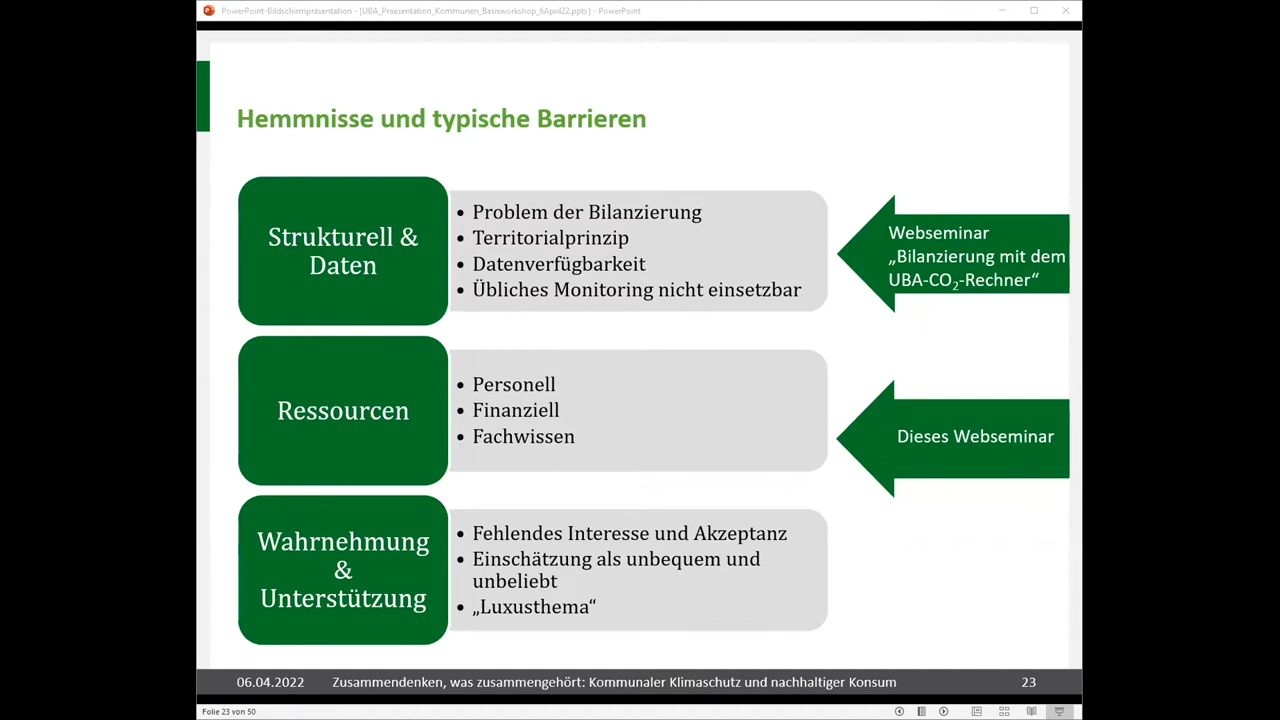 PowerPoint-Bildschirmpräsentation - [UBA_Praesentation_Kommunen_Basisworkshop_6April22.pptx] - PowerPoint
Hemmnisse und typische Barrieren
Strukturell &
Daten
• Problem der Bilanzierung
• Territorialprinzip
• Datenverfügbarkeit
• Übliches Monitoring nicht einsetzbar
Webseminar
„Bilanzierung mit dem
UBA-CO₂-Rechner“
Ressourcen
• Personell
• Finanziell
• Fachwissen
Dieses Webseminar
Wahrnehmung
&
Unterstützung
• Fehlendes Interesse und Akzeptanz
• Einschätzung als unbequem und
unbeliebt
• „Luxusthema“
06.04.2022 Zusammendenken, was zusammengehört: Kommunaler Klimaschutz und nachhaltiger Konsum 23
Folie 23 von 50